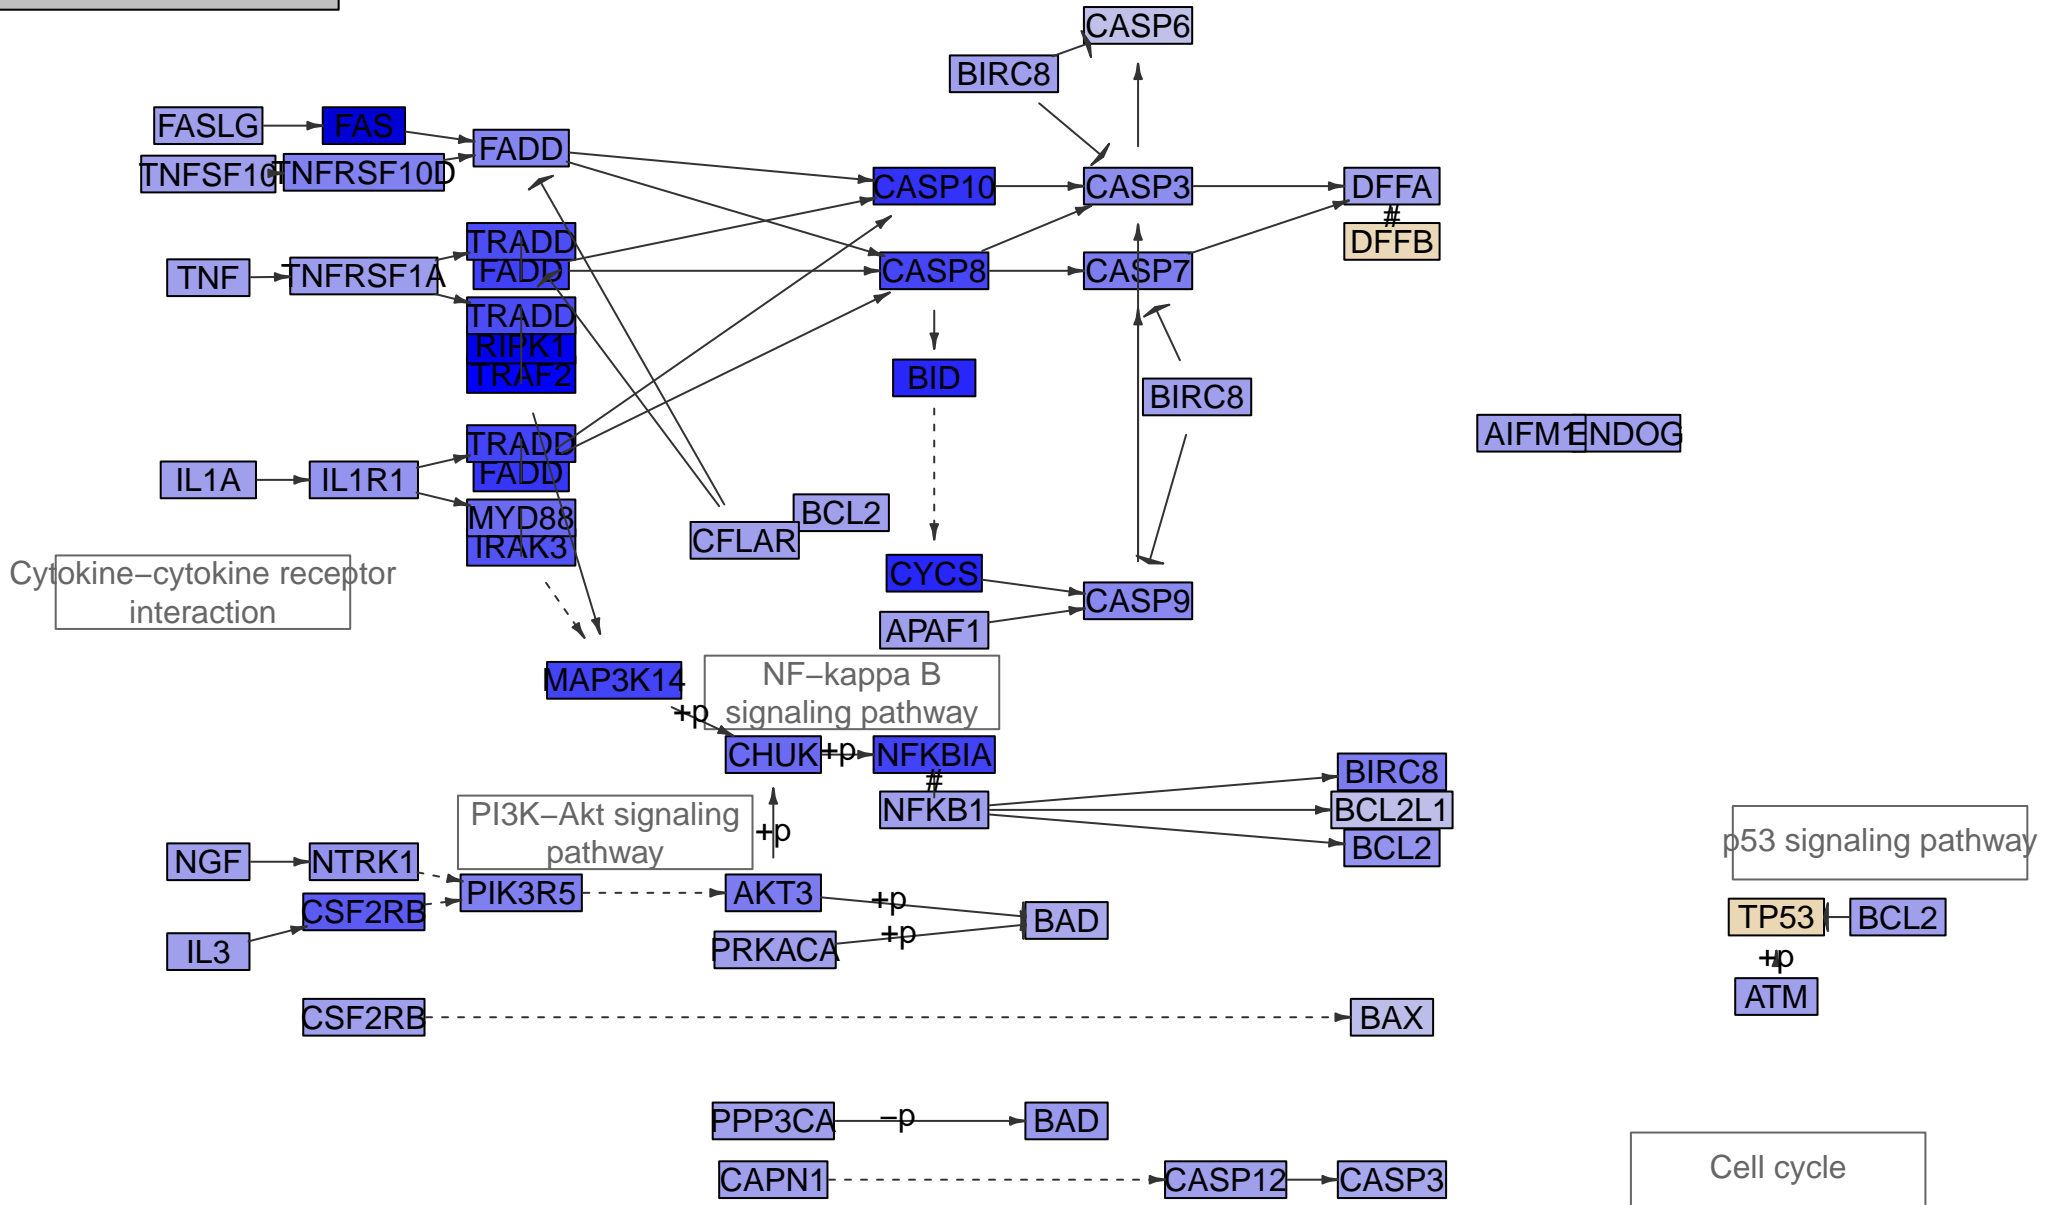 CASP6
BIRC8
FASLG
FAS
FADD
TNFSF10
TNFRSF10D
CASP10
CASP3
DFFA
#
DFFB
TRADD
FADD
TNF
TNFRSF1A
CASP8
CASP7
TRADD
RIPK1
TRAF2
BID
BIRC8
AIFM1
ENDOG
TRADD
FADD
IL1A
IL1R1
MYD88
IRAK3
BCL2
CFLAR
Cytokine–cytokine receptor
interaction
CYCS
CASP9
APAF1
MAP3K14
NF–kappa B
signaling pathway
+p
CHUK
+p
NFKBIA
#
NFKB1
BIRC8
BCL2L1
BCL2
PI3K–Akt signaling
pathway
+p
p53 signaling pathway
NGF
NTRK1
PIK3R5
AKT3
+p
BAD
CSF2RB
TP53
BCL2
IL3
PRKACA
+p
+p
ATM
CSF2RB
BAX
PPP3CA
–p
BAD
Cell cycle
CAPN1
CASP12
CASP3